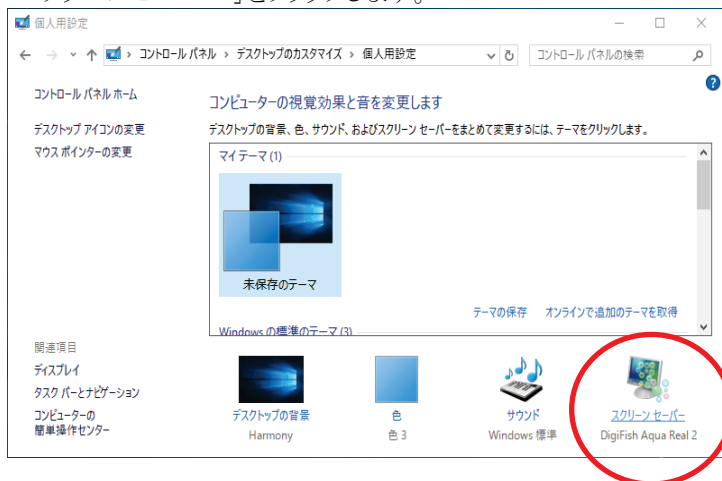 」をクリックします。
個人用設定
コントロール パネル › デスクトップのカスタマイズ › 個人用設定
コントロール パネルの検索
コントロール パネル ホーム
デスクトップ アイコンの変更
マウス ポインターの変更
コンピューターの視覚効果と音を変更します
デスクトップの背景、色、サウンド、およびスクリーン セーバーをまとめて変更するには、テーマをクリックします。
マイ テーマ (1)
未保存のテーマ
テーマの保存 オンラインで追加のテーマを取得
Windows の標準のテーマ (3)
関連項目
ディスプレイ
タスク バーとナビゲーション
コンピューターの
簡単操作センター
デスクトップの背景
Harmony
色
色 3
サウンド
Windows 標準
スクリーン セーバー
DigiFish Aqua Real 2